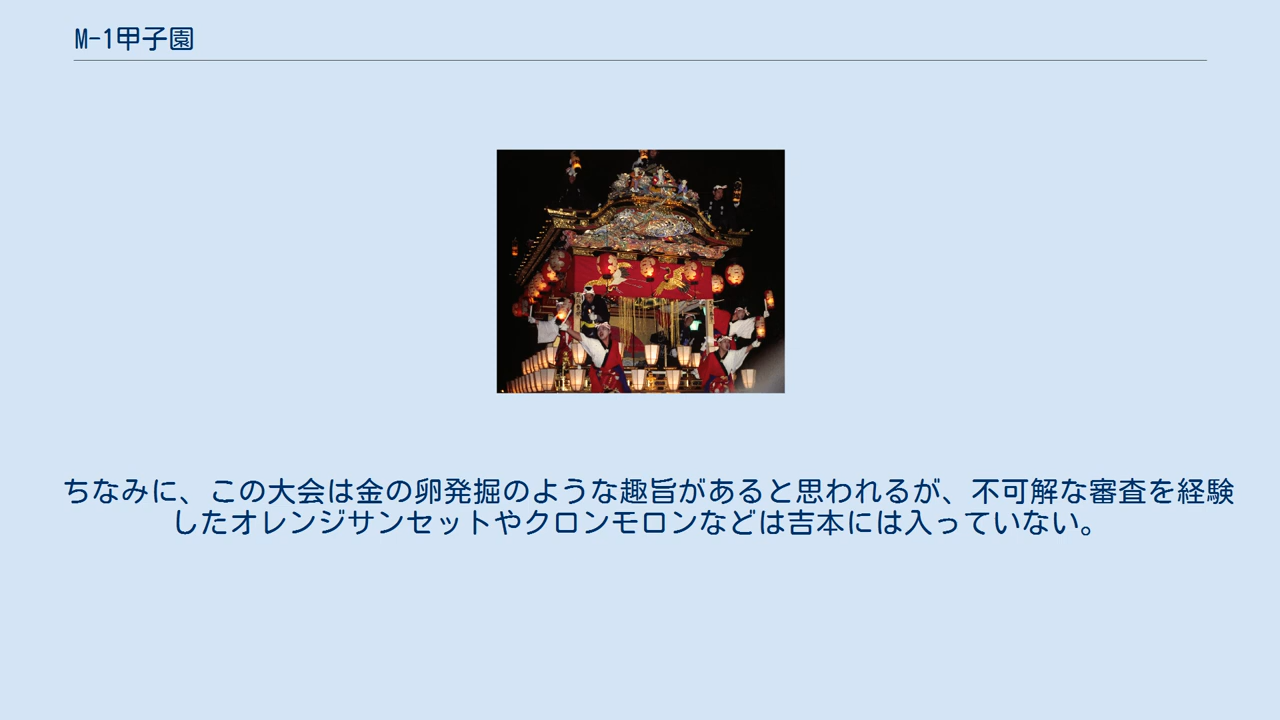 M-1甲子園
ちなみに、この大会は金の卵発掘のような趣旨があると思われるが、不可解な審査を経験
したオレンジサンセットやクロンモロンなどは吉本には入っていない。